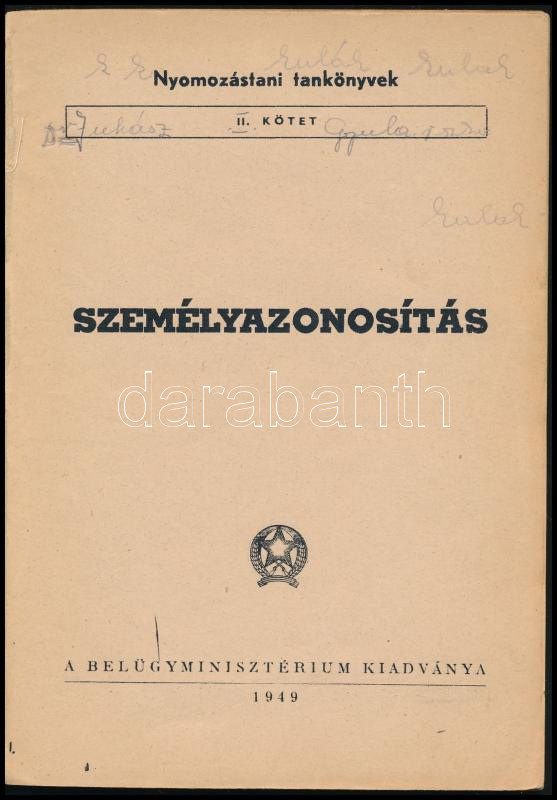 Nyomozástani tankönyvek
II. KÖTET
Juhász Gyula
SZEMÉLYAZONOSÍTÁS
darabanth
A BELÜGYMINISZTÉRIUM KIADVÁNYA
1949